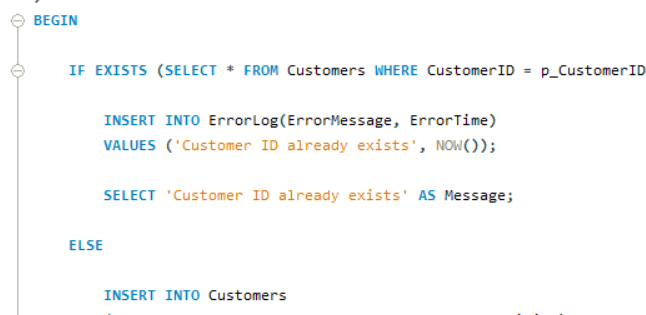 BEGIN
IF EXISTS (SELECT * FROM Customers WHERE CustomerID = p_CustomerID
INSERT INTO ErrorLog(ErrorMessage, ErrorTime)
VALUES ('Customer ID already exists', NOW());
SELECT 'Customer ID already exists' AS Message;
ELSE
INSERT INTO Customers